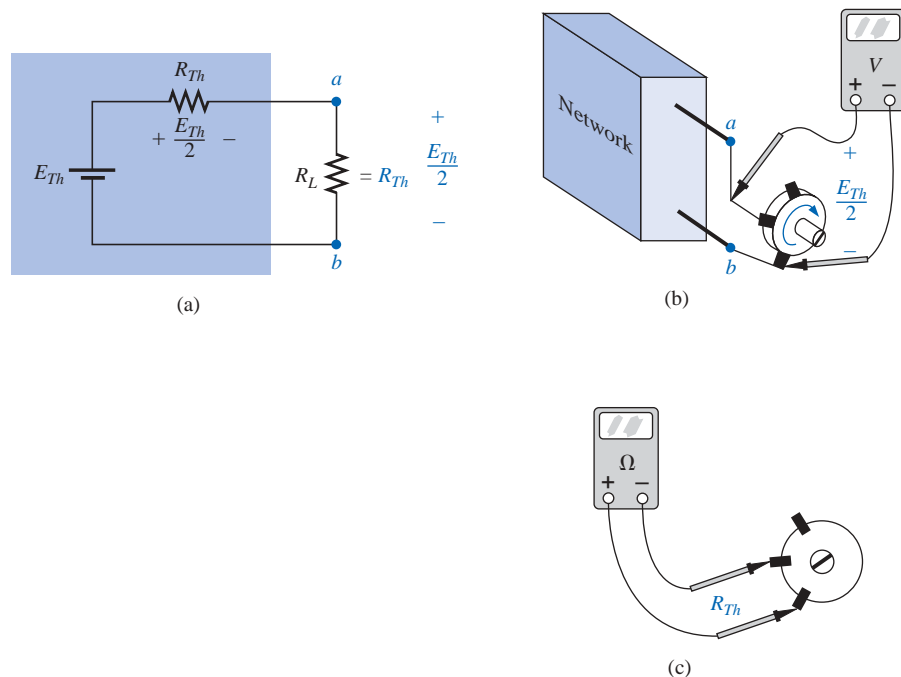 R_Th
+ E_Th/2 −
E_Th
a
R_L = R_Th
+
E_Th/2
−
b
(a)
Network
a
b
V
+ −
+
E_Th/2
−
(b)
Ω
+ −
R_Th
(c)